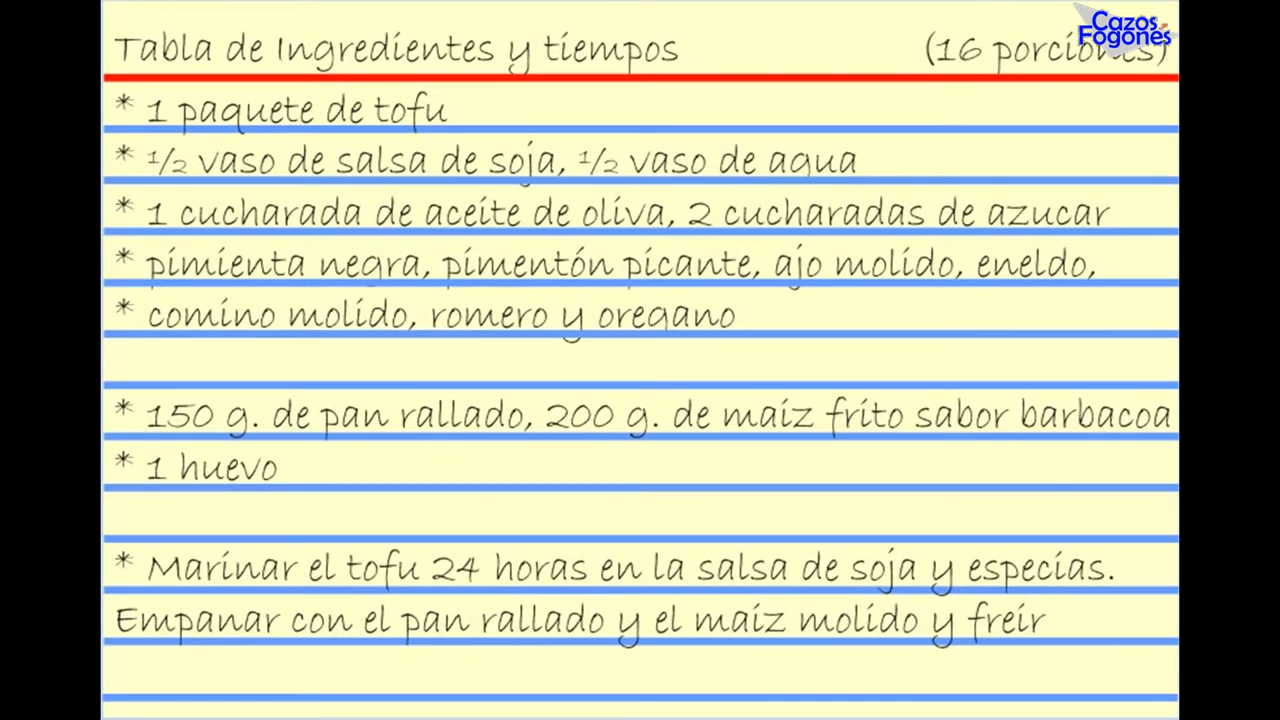 Cazos en Fogones
Tabla de Ingredientes y tiempos (16 porciones)
* 1 paquete de tofu
* 1/2 vaso de salsa de soja, 1/2 vaso de agua
* 1 cucharada de aceite de oliva, 2 cucharadas de azucar
* pimienta negra, pimentón picante, ajo molido, eneldo,
* comino molido, romero y oregano
* 150 g. de pan rallado, 200 g. de maiz frito sabor barbacoa
* 1 huevo
* Marinar el tofu 24 horas en la salsa de soja y especias.
Empanar con el pan rallado y el maiz molido y freir